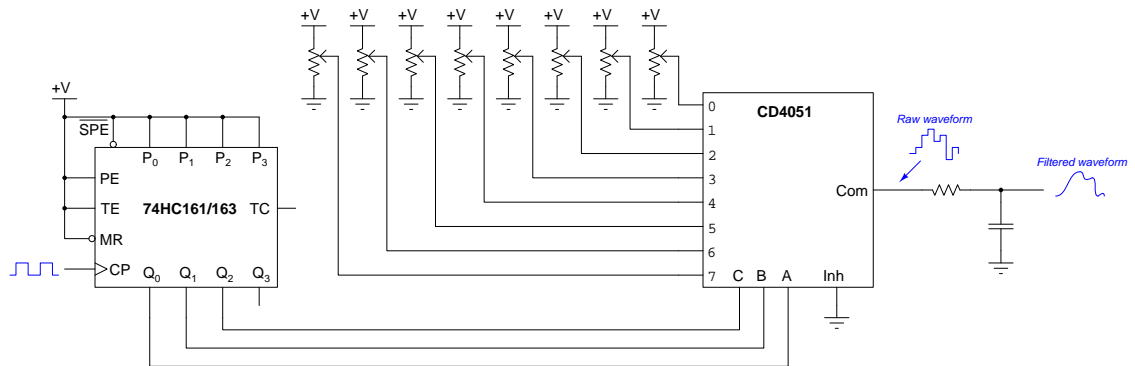 +V +V +V +V +V +V +V +V
+V
SPE
P0 P1 P2 P3
PE
TE
74HC161/163
TC
MR
CP
Q0 Q1 Q2 Q3
CD4051
0
1
2
3
4
5
6
7
Com
C B A Inh
Raw waveform
Filtered waveform